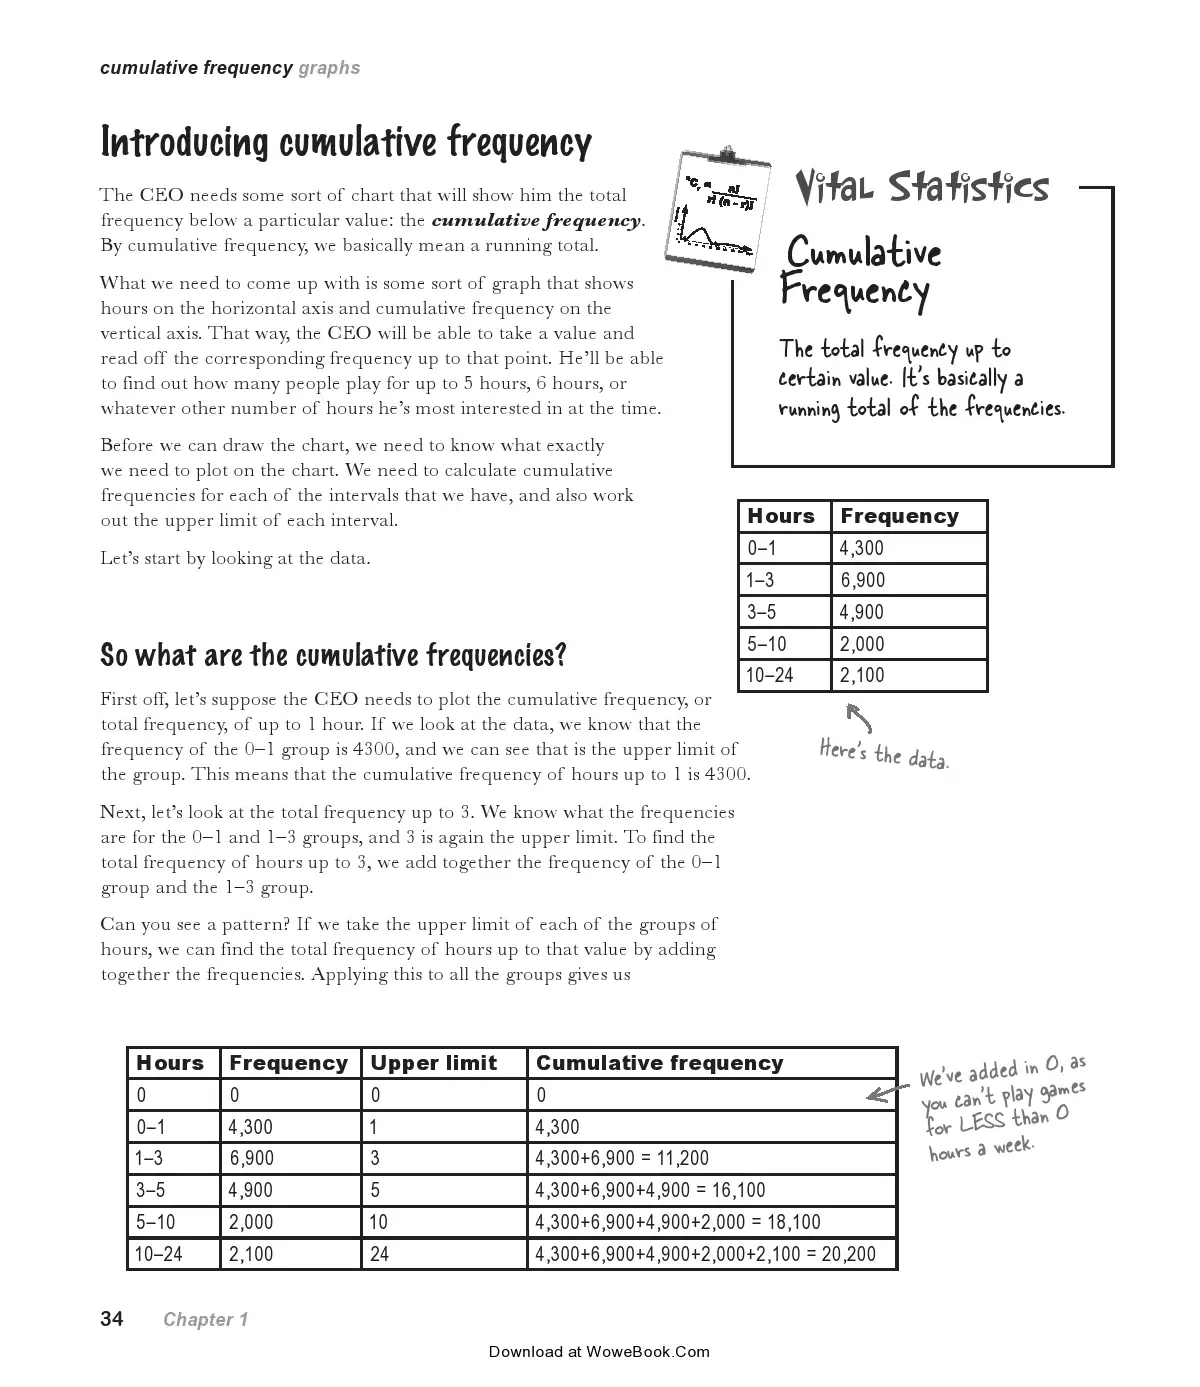 cumulative frequency graphs
Introducing cumulative frequency
The CEO needs some sort of chart that will show him the total
frequency below a particular value: the cumulative frequency.
By cumulative frequency, we basically mean a running total.
What we need to come up with is some sort of graph that shows
hours on the horizontal axis and cumulative frequency on the
vertical axis. That way, the CEO will be able to take a value and
read off the corresponding frequency up to that point. He’ll be able
to find out how many people play for up to 5 hours, 6 hours, or
whatever other number of hours he’s most interested in at the time.
Before we can draw the chart, we need to know what exactly
we need to plot on the chart. We need to calculate cumulative
frequencies for each of the intervals that we have, and also work
out the upper limit of each interval.
Let’s start by looking at the data.
nCr = n!
r! (n - r)!
Vital Statistics
Cumulative
Frequency
The total frequency up to
certain value. It’s basically a
running total of the frequencies.
Hours Frequency
0–1 4,300
1–3 6,900
3–5 4,900
5–10 2,000
10–24 2,100
Here’s the data.
So what are the cumulative frequencies?
First off, let’s suppose the CEO needs to plot the cumulative frequency, or
total frequency, of up to 1 hour. If we look at the data, we know that the
frequency of the 0–1 group is 4300, and we can see that is the upper limit of
the group. This means that the cumulative frequency of hours up to 1 is 4300.
Next, let’s look at the total frequency up to 3. We know what the frequencies
are for the 0–1 and 1–3 groups, and 3 is again the upper limit. To find the
total frequency of hours up to 3, we add together the frequency of the 0–1
group and the 1–3 group.
Can you see a pattern? If we take the upper limit of each of the groups of
hours, we can find the total frequency of hours up to that value by adding
together the frequencies. Applying this to all the groups gives us
Hours Frequency Upper limit Cumulative frequency
0 0 0 0
0–1 4,300 1 4,300
1–3 6,900 3 4,300+6,900 = 11,200
3–5 4,900 5 4,300+6,900+4,900 = 16,100
5–10 2,000 10 4,300+6,900+4,900+2,000 = 18,100
10–24 2,100 24 4,300+6,900+4,900+2,000+2,100 = 20,200
We’ve added in 0, as
you can’t play games
for LESS than 0
hours a week.
34 Chapter 1
Download at WoweBook.Com